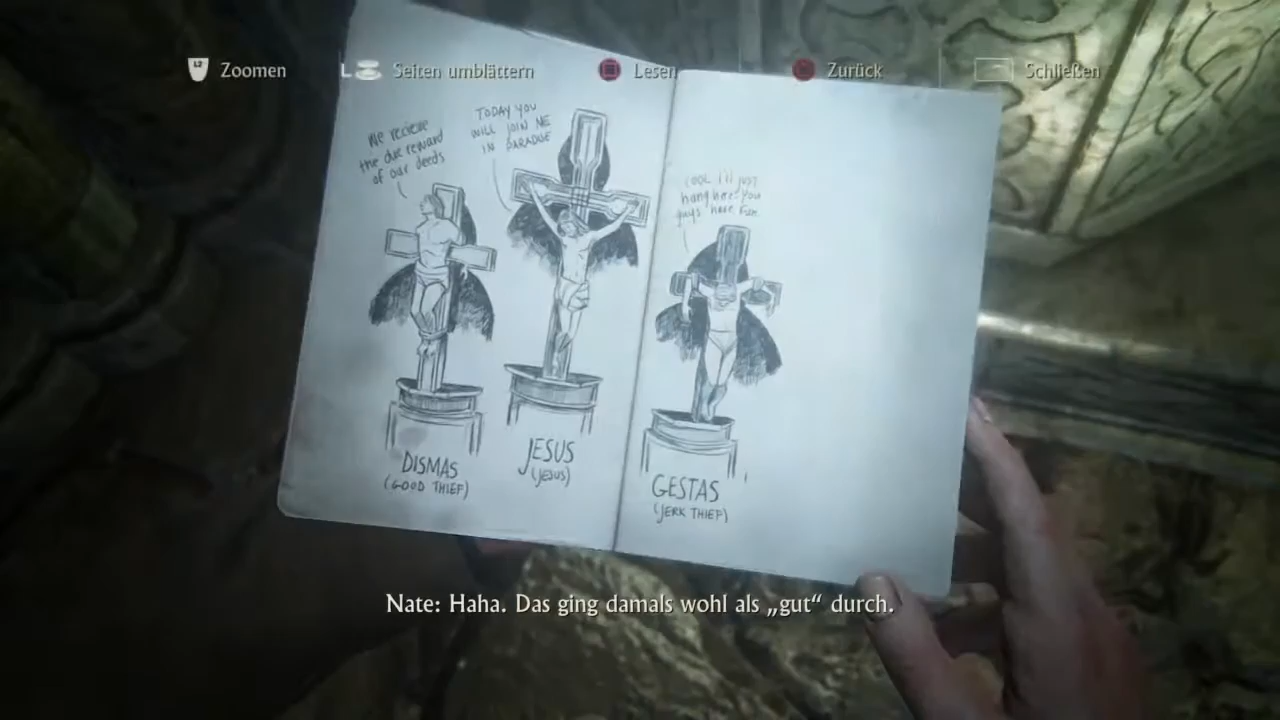 L2 Zoomen
L Seiten umblättern
Lesen
Zurück
Schließen
We recieve
the due reward
of our deeds
TODAY YOU
WILL JOIN ME
IN PARADISE
COOL I'll JUST
hang here. You
guys have fun
DISMAS
(GOOD THIEF)
JESUS
(JESUS)
GESTAS
(JERK THIEF)
Nate: Haha. Das ging damals wohl als „gut“ durch.